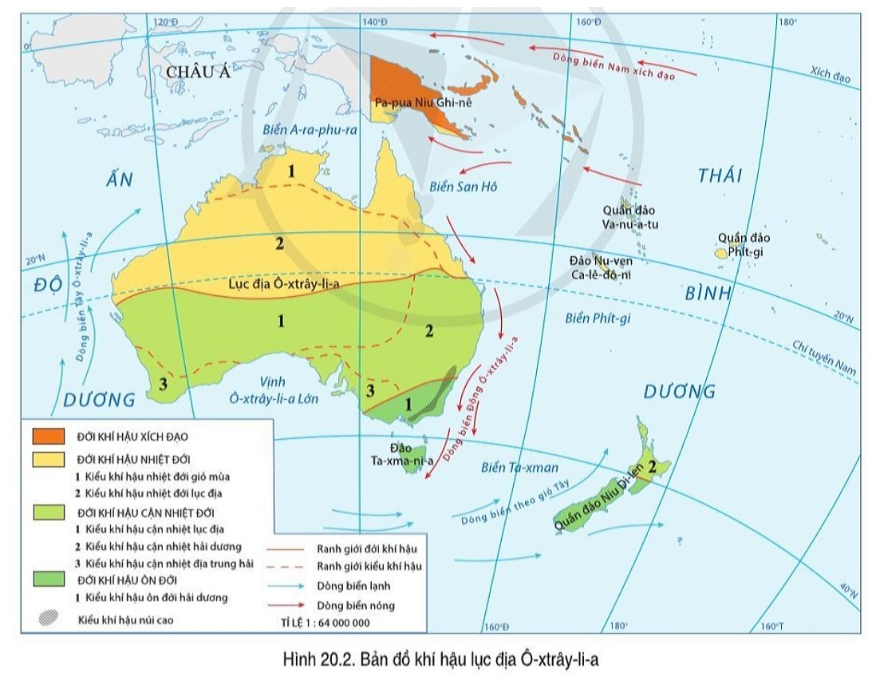 120°Đ
140°Đ
160°Đ
180°
0°
CHÂU Á
Dòng biển Nam xích đạo
Xích đạo
Pa-pua Niu Ghi-nê
Biển A-ra-phu-ra
1
ẤN
Biển San Hô
THÁI
Quần đảo
Va-nu-a-tu
2
Quần đảo
Phít-gi
20°N
Đảo Nu-ven
Ca-lê-đô-ni
ĐỘ
Lục địa Ô-xtrây-li-a
BÌNH
Dòng biển Tây Ô-xtrây-li-a
1
2
Biển Phít-gi
20°N
Chí tuyến Nam
3
Vịnh
Ô-xtrây-li-a Lớn
3
1
DƯƠNG
DƯƠNG
Dòng biển Đông Ô-xtrây-li-a
Đảo
Ta-xma-ni-a
Biển Ta-xman
2
Quần đảo Niu Di-len
Dòng biển theo gió Tây
40°N
ĐỚI KHÍ HẬU XÍCH ĐẠO
ĐỚI KHÍ HẬU NHIỆT ĐỚI
1 Kiểu khí hậu nhiệt đới gió mùa
2 Kiểu khí hậu nhiệt đới lục địa
ĐỚI KHÍ HẬU CẬN NHIỆT ĐỚI
1 Kiểu khí hậu cận nhiệt lục địa
2 Kiểu khí hậu cận nhiệt hải dương
3 Kiểu khí hậu cận nhiệt địa trung hải
ĐỚI KHÍ HẬU ÔN ĐỚI
1 Kiểu khí hậu ôn đới hải dương
Kiểu khí hậu núi cao
Ranh giới đới khí hậu
Ranh giới kiểu khí hậu
Dòng biển lạnh
Dòng biển nóng
TỈ LỆ 1 : 64 000 000
160°Đ
180°
160°T
Hình 20.2. Bản đồ khí hậu lục địa Ô-xtrây-li-a